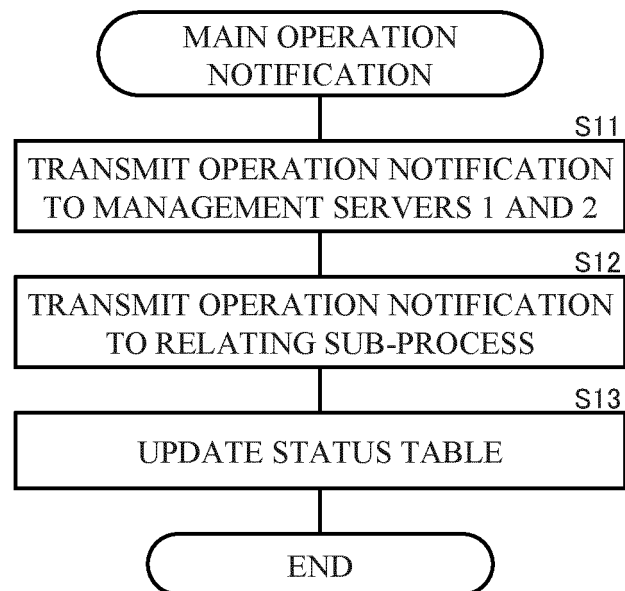 MAIN OPERATION
NOTIFICATION
S11
TRANSMIT OPERATION NOTIFICATION
TO MANAGEMENT SERVERS 1 AND 2
S12
TRANSMIT OPERATION NOTIFICATION
TO RELATING SUB-PROCESS
S13
UPDATE STATUS TABLE
END